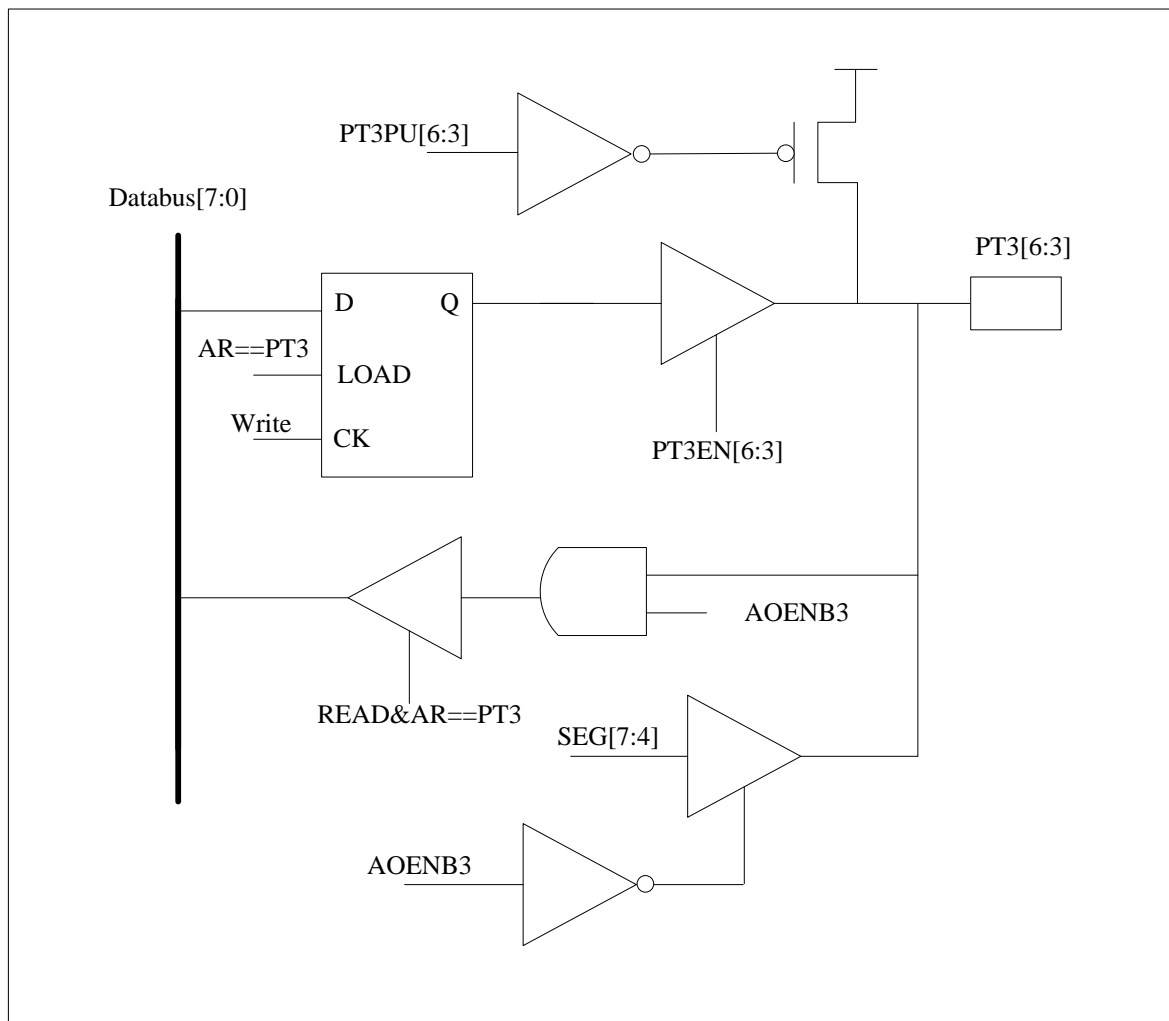 PT3PU[6:3]
Databus[7:0]
PT3[6:3]
D
Q
AR==PT3
LOAD
Write
CK
PT3EN[6:3]
AOENB3
READ&AR==PT3
SEG[7:4]
AOENB3